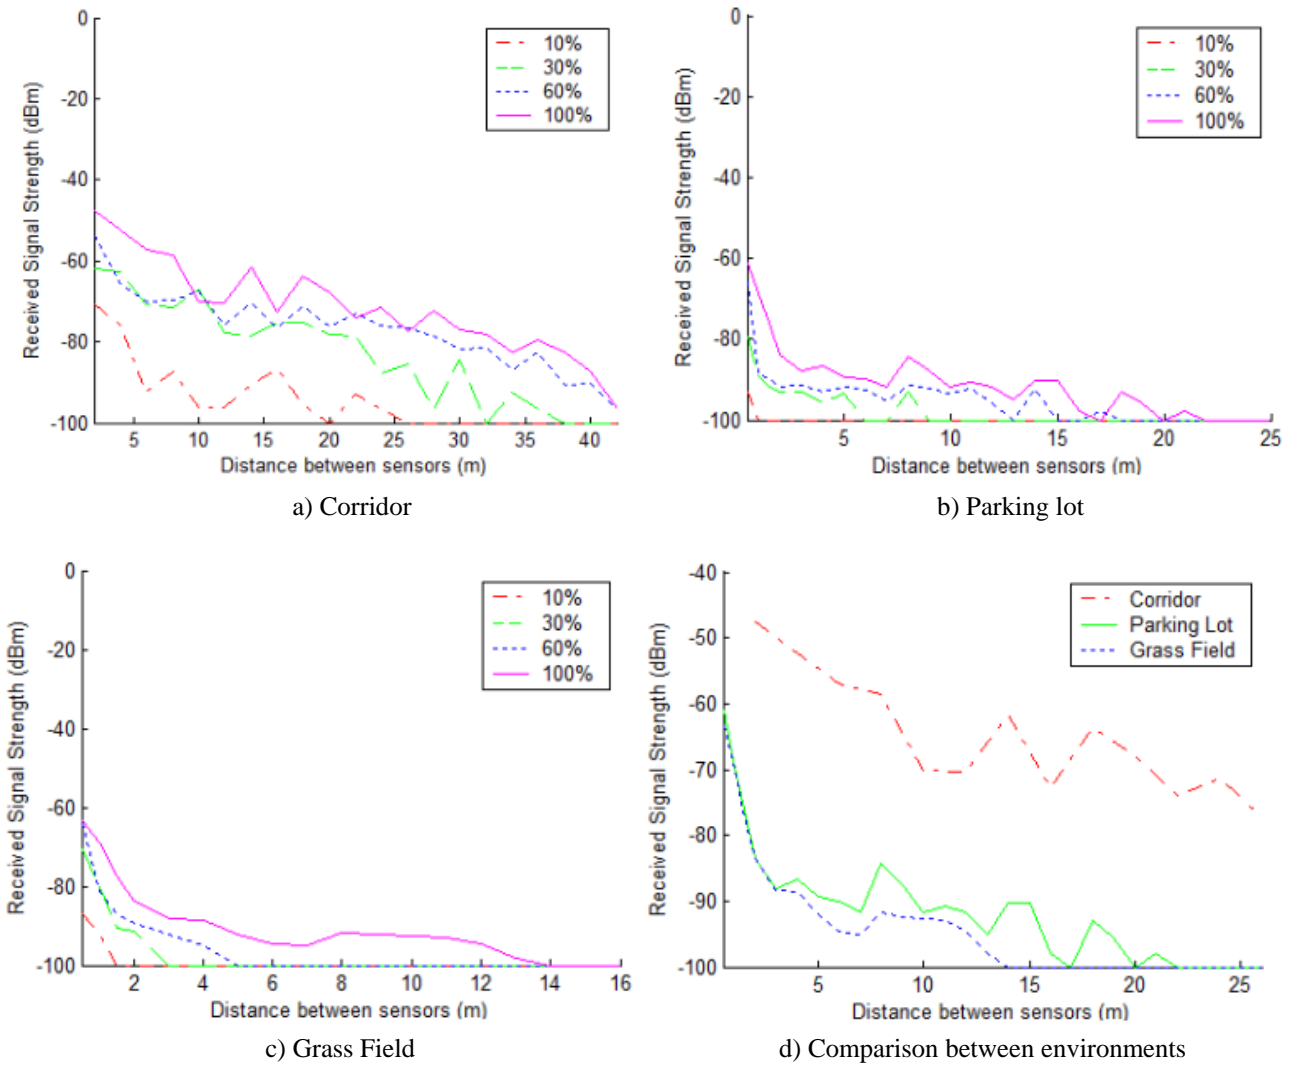 0
-20
-40
-60
-80
-100
Received Signal Strength (dBm)
10%
30%
60%
100%
5 10 15 20 25 30 35 40
Distance between sensors (m)
a) Corridor
0
-20
-40
-60
-80
-100
Received Signal Strength (dBm)
10%
30%
60%
100%
5 10 15 20 25
Distance between sensors (m)
b) Parking lot
0
-20
-40
-60
-80
-100
Received Signal Strength (dBm)
10%
30%
60%
100%
2 4 6 8 10 12 14 16
Distance between sensors (m)
c) Grass Field
-40
-50
-60
-70
-80
-90
-100
Received Signal Strength (dBm)
Corridor
Parking Lot
Grass Field
5 10 15 20 25
Distance between sensors (m)
d) Comparison between environments